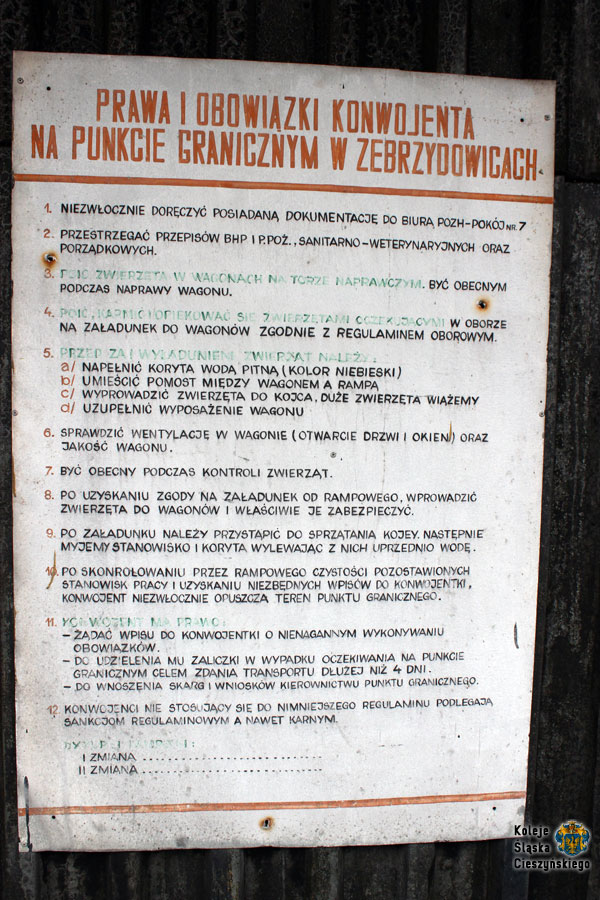 PRAWA I OBOWIĄZKI KONWOJENTA
NA PUNKCIE GRANICZNYM W ZEBRZYDOWICACH
1. NIEZWŁOCZNIE DORĘCZYĆ POSIADANĄ DOKUMENTACJĘ DO BIURA POZH-POKÓJ NR. 7
2. PRZESTRZEGAĆ PRZEPISÓW BHP I P.POŻ., SANITARNO-WETERYNARYJNYCH ORAZ
PORZĄDKOWYCH.
3. POIĆ ZWIERZĘTA W WAGONACH NA TORZE NAPRAWCZYM. BYĆ OBECNYM
PODCZAS NAPRAWY WAGONU.
4. POIĆ, KARMIĆ I OPIEKOWAĆ SIĘ ZWIERZĘTAMI OCZEKUJĄCYMI W OBORZE
NA ZAŁADUNEK DO WAGONÓW ZGODNIE Z REGULAMINEM OBOROWYM.
5. PRZED ZA I WYŁADUNIEM ZWIERZĄT NALEŻY:
a/ NAPEŁNIĆ KORYTA WODĄ PITNĄ (KOLOR NIEBIESKI)
b/ UMIEŚCIĆ POMOST MIĘDZY WAGONEM A RAMPĄ
c/ WYPROWADZIĆ ZWIERZĘTA DO KOJCA, DUŻE ZWIERZĘTA WIĄŻEMY
d/ UZUPEŁNIĆ WYPOSAŻENIE WAGONU
6. SPRAWDZIĆ WENTYLACJĘ W WAGONIE (OTWARCIE DRZWI I OKIEN) ORAZ
JAKOŚĆ WAGONU.
7. BYĆ OBECNY PODCZAS KONTROLI ZWIERZĄT.
8. PO UZYSKANIU ZGODY NA ZAŁADUNEK OD RAMPOWEGO, WPROWADZIĆ
ZWIERZĘTA DO WAGONÓW I WŁAŚCIWIE JE ZABEZPIECZYĆ.
9. PO ZAŁADUNKU NALEŻY PRZYSTĄPIĆ DO SPRZĄTANIA KOJEY. NASTĘPNIE
MYJEMY STANOWISKO I KORYTA WYLEWAJĄC Z NICH UPRZEDNIO WODĘ.
10. PO SKONROLOWANIU PRZEZ RAMPOWEGO CZYSTOŚCI POZOSTAWIONYCH
STANOWISK PRACY I UZYSKANIU NIEZBĘDNYCH WPISÓW DO KONWOJENTKI,
KONWOJENT NIEZWŁOCZNIE OPUSZCZA TEREN PUNKTU GRANICZNEGO.
11. KONWOJENT MA PRAWO:
- ŻĄDAĆ WPISU DO KONWOJENTKI O NIENAGANNYM WYKONYWANIU
OBOWIĄZKÓW.
- DO UDZIELENIA MU ZALICZKI W WYPADKU OCZEKIWANIA NA PUNKCIE
GRANICZNYM CELEM ZDANIA TRANSPORTU DŁUŻEJ NIŻ 4 DNI.
- DO WNOSZENIA SKARG I WNIOSKÓW KIEROWNICTWU PUNKTU GRANICZNEGO.
12. KONWOJENCI NIE STOSUJĄCY SIĘ DO NIMNIEJSZEGO REGULAMINU PODLEGAJĄ
SANKCJOM REGULAMINOWYM A NAWET KARNYM.
I ZMIANA ........................
II ZMIANA ........................
Koleje
Śląska
Cieszyńskiego